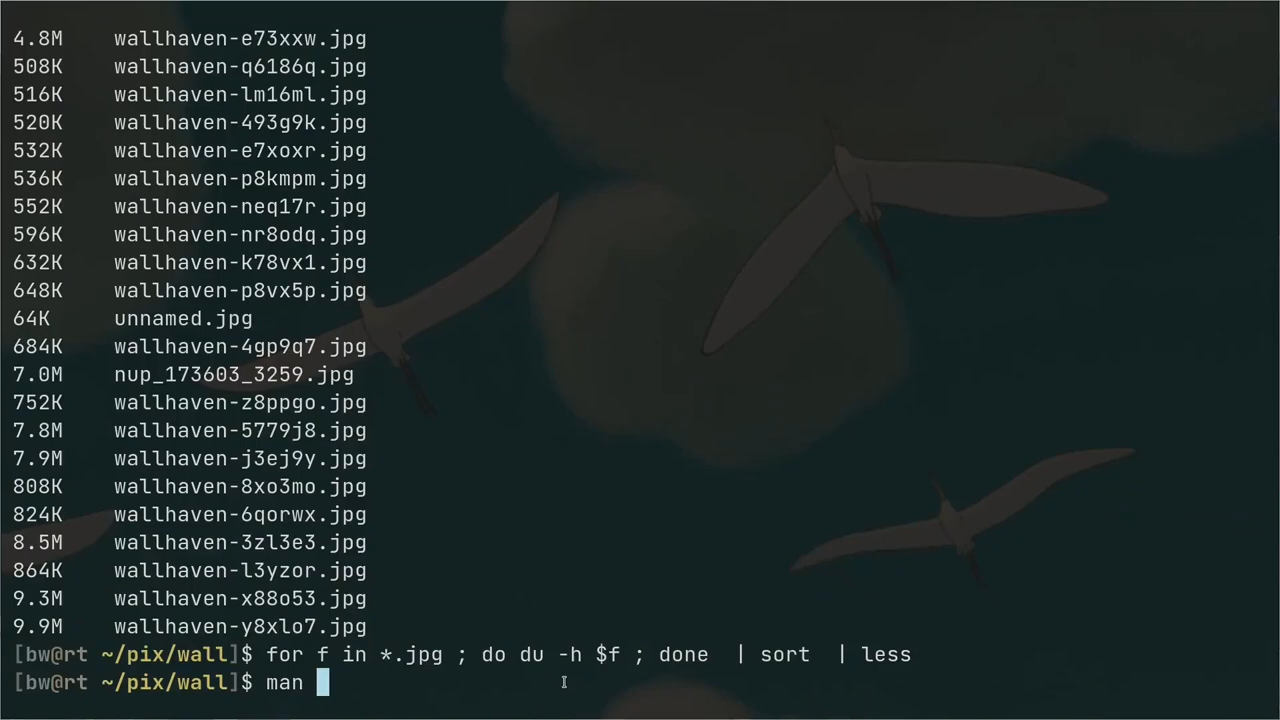 4.8M    wallhaven-e73xxw.jpg
508K    wallhaven-q6186q.jpg
516K    wallhaven-lm16ml.jpg
520K    wallhaven-493g9k.jpg
532K    wallhaven-e7xoxr.jpg
536K    wallhaven-p8kmpm.jpg
552K    wallhaven-neq17r.jpg
596K    wallhaven-nr8odq.jpg
632K    wallhaven-k78vx1.jpg
648K    wallhaven-p8vx5p.jpg
64K     unnamed.jpg
684K    wallhaven-4gp9q7.jpg
7.0M    nup_173603_3259.jpg
752K    wallhaven-z8ppgo.jpg
7.8M    wallhaven-5779j8.jpg
7.9M    wallhaven-j3ej9y.jpg
808K    wallhaven-8xo3mo.jpg
824K    wallhaven-6qorwx.jpg
8.5M    wallhaven-3zl3e3.jpg
864K    wallhaven-l3yzor.jpg
9.3M    wallhaven-x88o53.jpg
9.9M    wallhaven-y8xlo7.jpg
[bw@rt ~/pix/wall]$ for f in *.jpg ; do du -h $f ; done  | sort  | less
[bw@rt ~/pix/wall]$ man